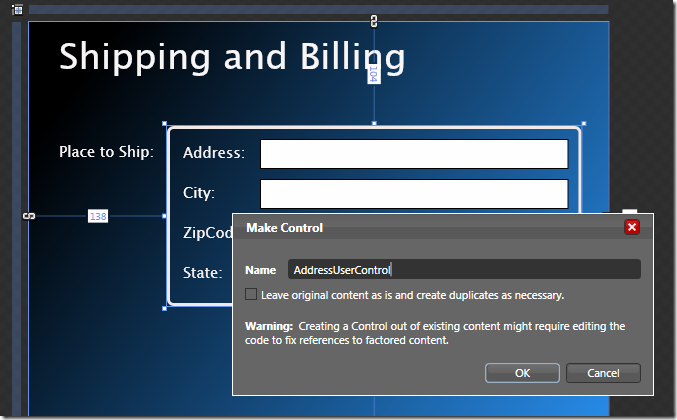 Shipping and Billing
104
Place to Ship:
Address:
City:
138
ZipCod
State:
Make Control
Name AddressUserControl
Leave original content as is and create duplicates as necessary.
Warning: Creating a Control out of existing content might require editing the
code to fix references to factored content.
OK Cancel